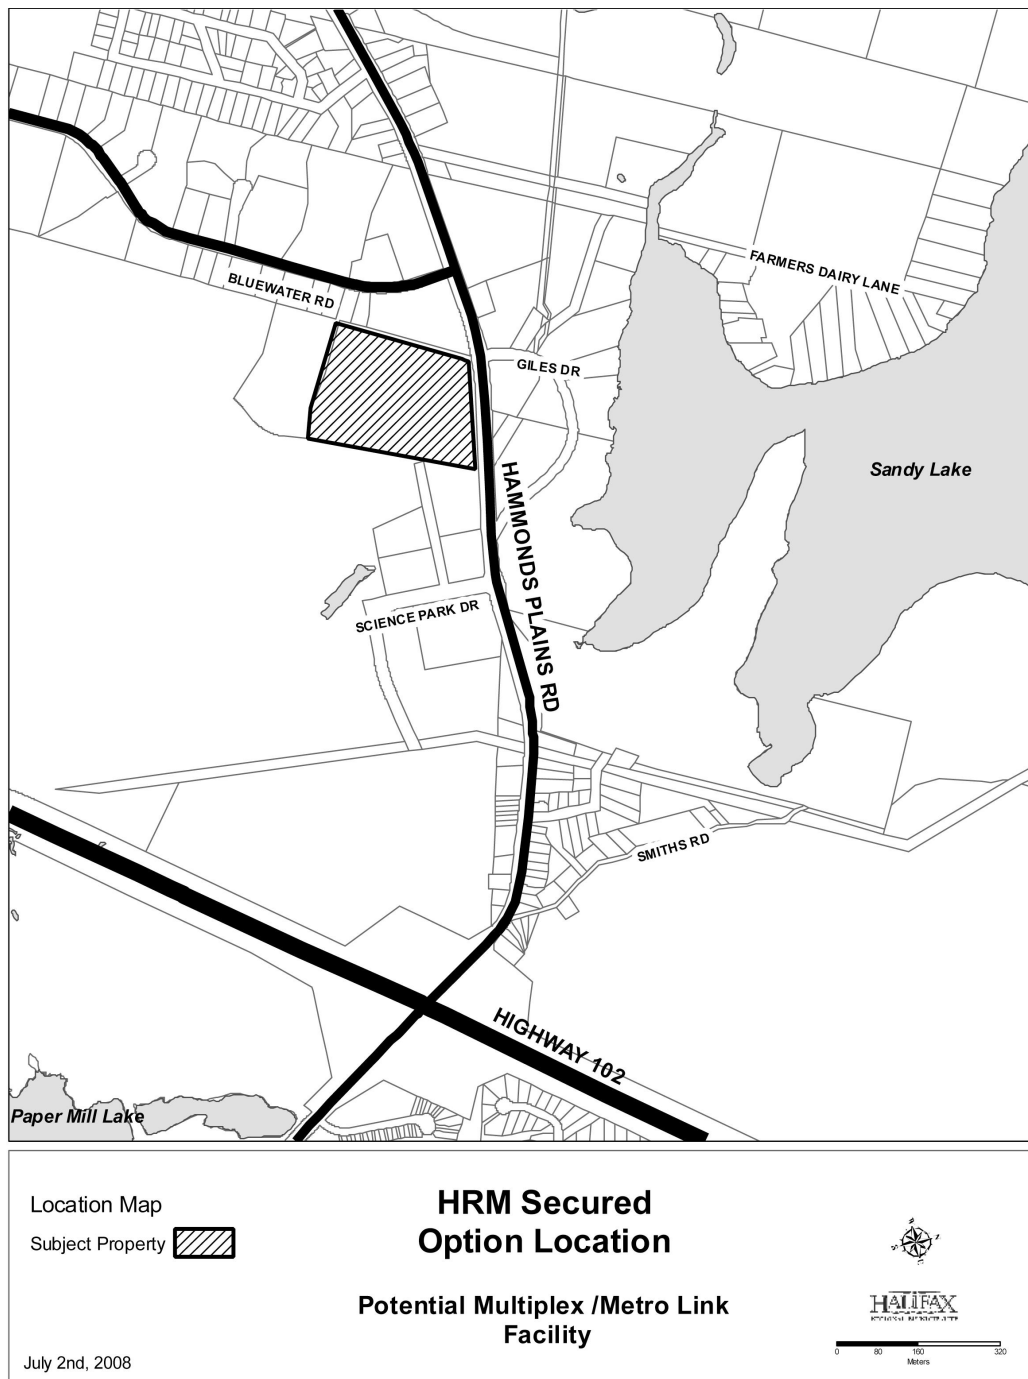 BLUEWATER RD
FARMERS DAIRY LANE
GILES DR
Sandy Lake
HAMMONDS PLAINS RD
SCIENCE PARK DR
SMITHS RD
HIGHWAY 102
Paper Mill Lake
Location Map
Subject Property
HRM Secured
Option Location
Potential Multiplex /Metro Link
Facility
July 2nd, 2008
HALIFAX
0 80 160 320
Meters